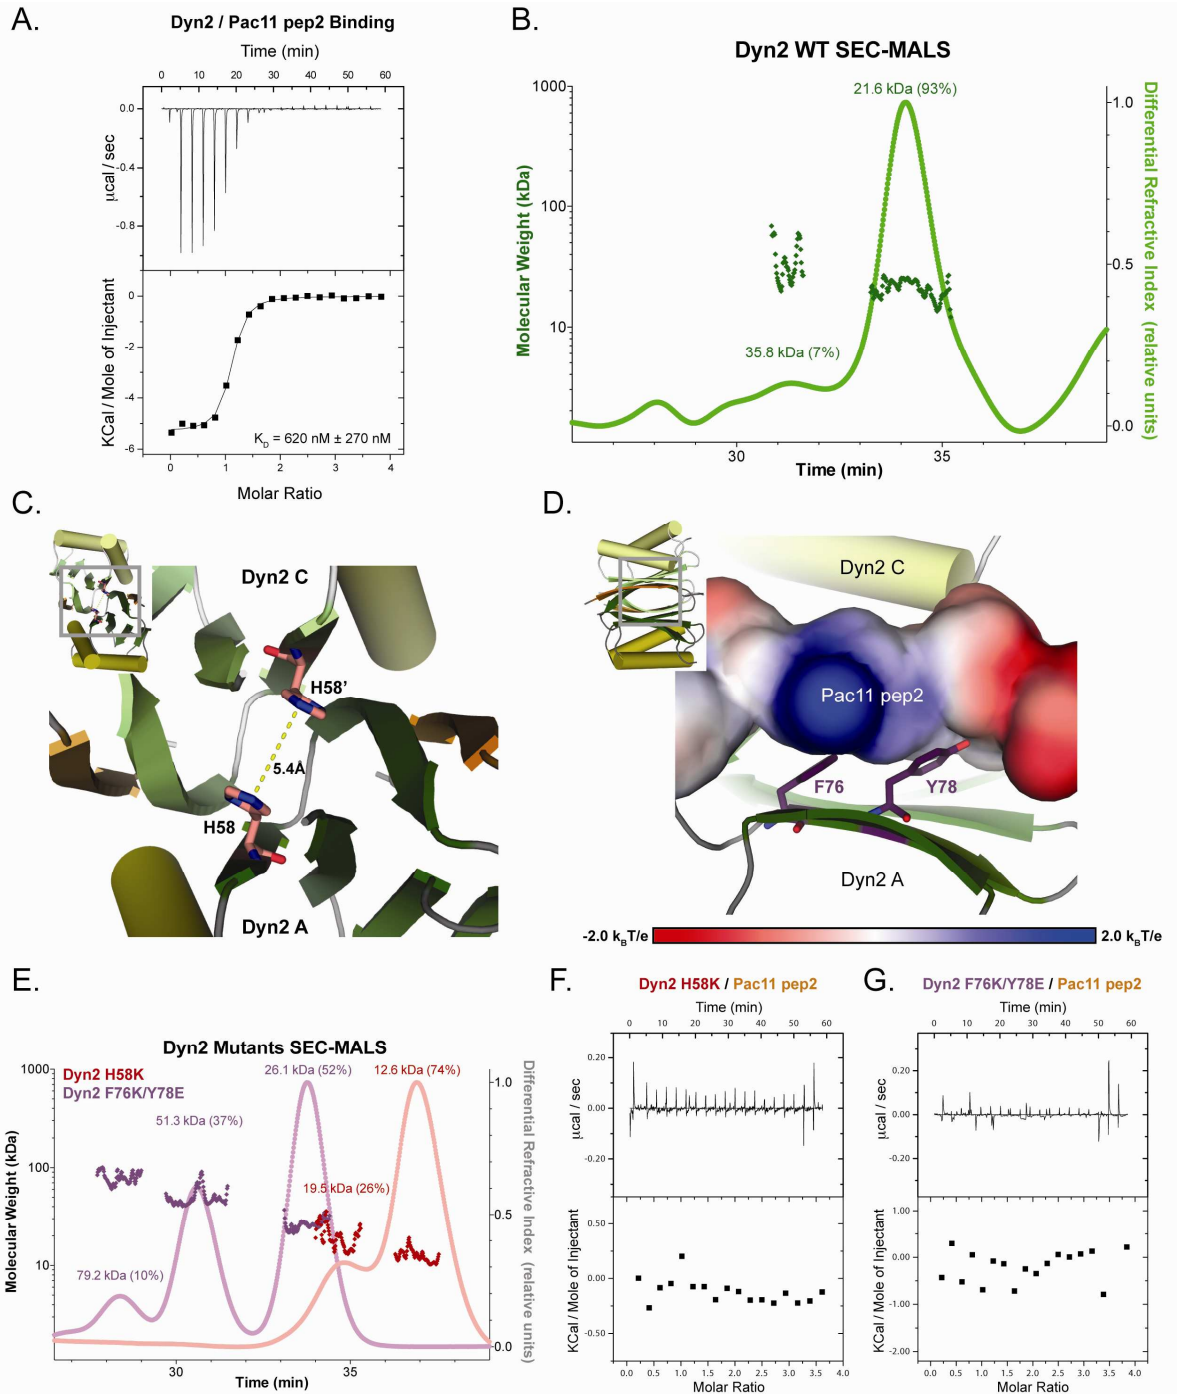 A.
Dyn2 / Pac11 pep2 Binding
Time (min)
0 10 20 30 40 50 60
0.0
-0.4
-0.8
µcal / sec
0
-2
-4
-6
KCal / Mole of Injectant
K_D = 620 nM ± 270 nM
0 1 2 3 4
Molar Ratio
B.
Dyn2 WT SEC-MALS
21.6 kDa (93%)
35.8 kDa (7%)
1000
100
10
Molecular Weight (kDa)
1.0
0.5
0.0
Differential Refractive Index (relative units)
30 35
Time (min)
C.
Dyn2 C
H58'
5.4Å
H58
Dyn2 A
D.
Dyn2 C
Pac11 pep2
F76
Y78
Dyn2 A
-2.0 k_BT/e
2.0 k_BT/e
E.
Dyn2 Mutants SEC-MALS
Dyn2 H58K
Dyn2 F76K/Y78E
26.1 kDa (52%)
12.6 kDa (74%)
51.3 kDa (37%)
19.5 kDa (26%)
79.2 kDa (10%)
1000
100
10
Molecular Weight (kDa)
1.0
0.5
0.0
Differential Refractive Index (relative units)
30 35
Time (min)
F.
Dyn2 H58K / Pac11 pep2
Time (min)
0 10 20 30 40 50 60
0.20
0.00
-0.20
µcal / sec
0.50
0.00
-0.50
KCal / Mole of Injectant
0.0 0.5 1.0 1.5 2.0 2.5 3.0 3.5 4.0
Molar Ratio
G.
Dyn2 F76K/Y78E / Pac11 pep2
Time (min)
0 10 20 30 40 50 60
0.20
0.00
-0.20
µcal / sec
1.00
0.00
-1.00
-2.00
KCal / Mole of Injectant
0.0 0.5 1.0 1.5 2.0 2.5 3.0 3.5 4.0
Molar Ratio